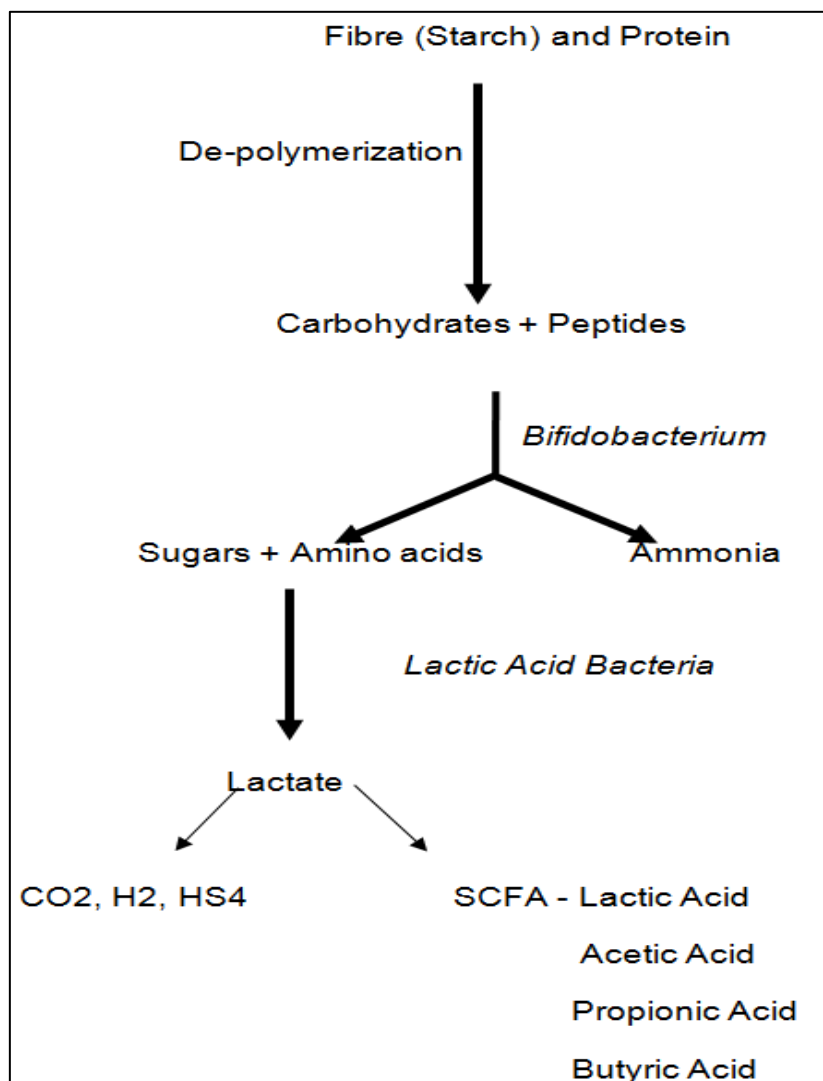 Fibre (Starch) and Protein
De-polymerization
Carbohydrates + Peptides
Bifidobacterium
Sugars + Amino acids Ammonia
Lactic Acid Bacteria
Lactate
CO2, H2, HS4 SCFA - Lactic Acid
Acetic Acid
Propionic Acid
Butyric Acid